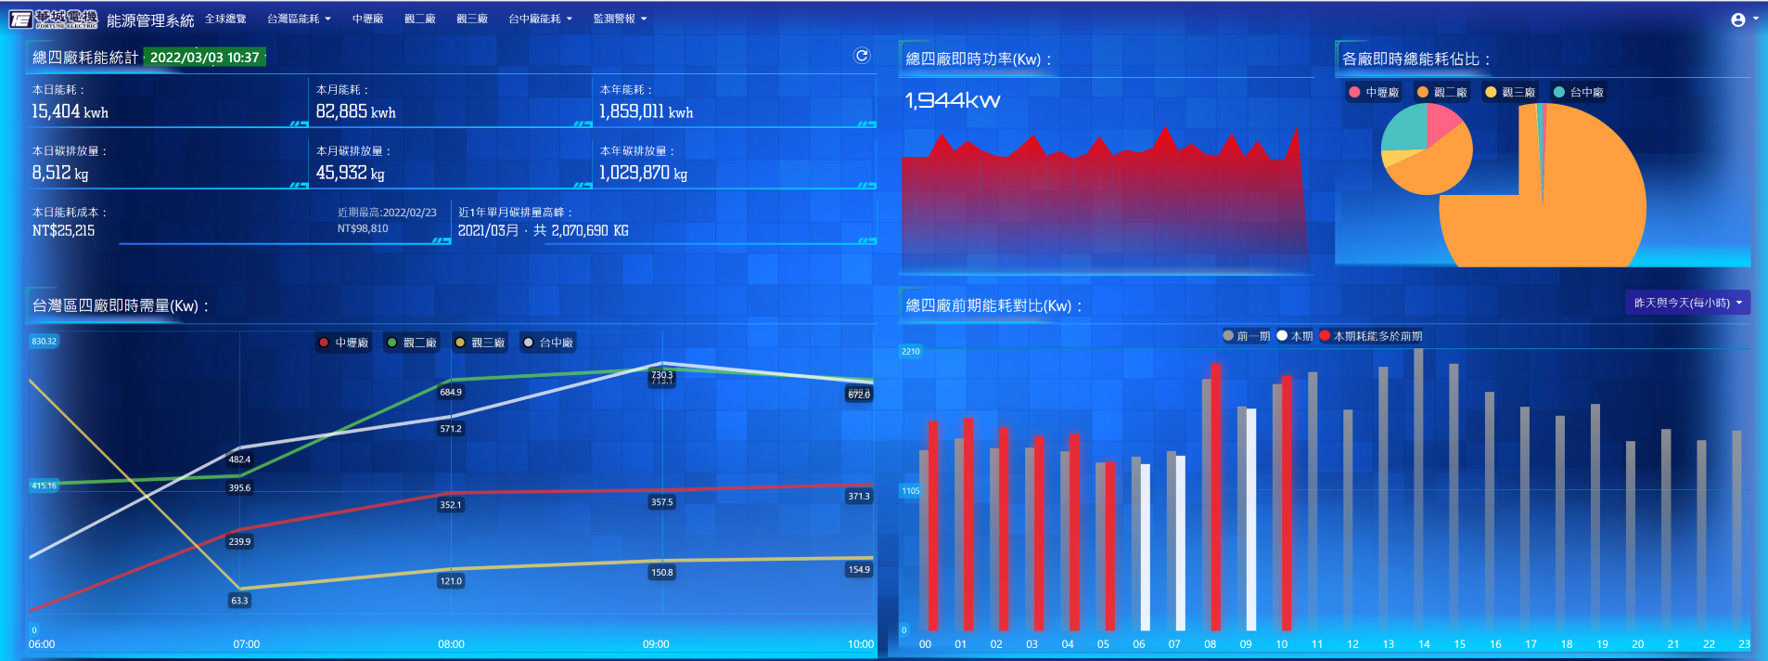 華城電機
FORTUNE ELECTRIC
能源管理系統 全球總覽 台灣區能耗 中壢廠 觀二廠 觀三廠 台中廠能耗 監測警報
總四廠耗能統計 · 2022/03/03 10:37
本日能耗：
15,404 kwh
本月能耗：
82,885 kwh
本年能耗：
1,859,011 kwh
本日碳排放量：
8,512 kg
本月碳排放量：
45,932 kg
本年碳排放量：
1,029,870 kg
本日能耗成本：
NT$25,215
近期最高:2022/02/23
NT$98,810
近1年單月碳排量高峰：
2021/03月 · 共 2,070,690 KG
總四廠即時功率(Kw)：
1,944kw
各廠即時總能耗佔比：
中壢廠 觀二廠 觀三廠 台中廠
台灣區四廠即時需量(Kw)：
中壢廠 觀二廠 觀三廠 台中廠
830.32
415.16
0
730.3
684.9
672.0
571.2
482.4
395.6
371.3
357.5
352.1
239.9
154.9
150.8
121.0
63.3
06:00 07:00 08:00 09:00 10:00
總四廠前期能耗對比(Kw)：
昨天與今天(每小時)
前一期 本期 本期耗能多於前期
2210
1105
0
00 01 02 03 04 05 06 07 08 09 10 11 12 13 14 15 16 17 18 19 20 21 22 23